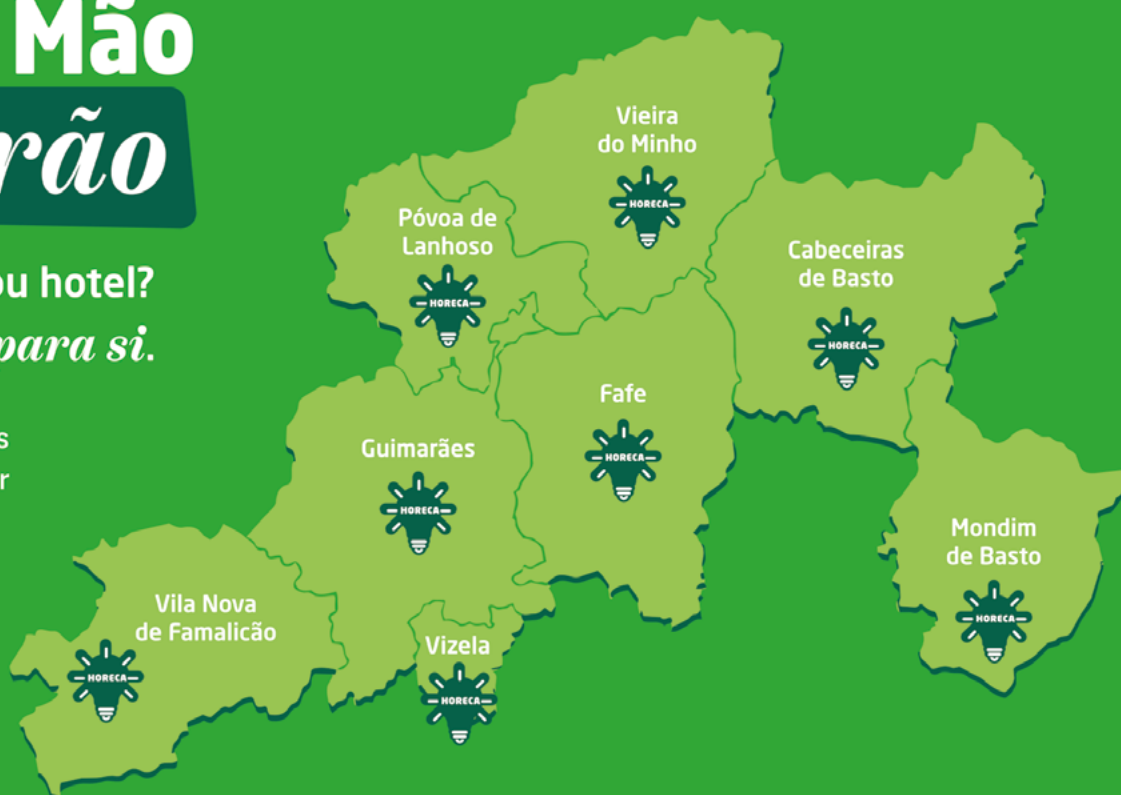 Mão
rão
ou hotel?
para si.
s
r
Vieira
do Minho
HORECA
Póvoa de
Lanhoso
HORECA
Cabeceiras
de Basto
HORECA
Fafe
HORECA
Guimarães
HORECA
Mondim
de Basto
HORECA
Vila Nova
de Famalicão
HORECA
Vizela
HORECA